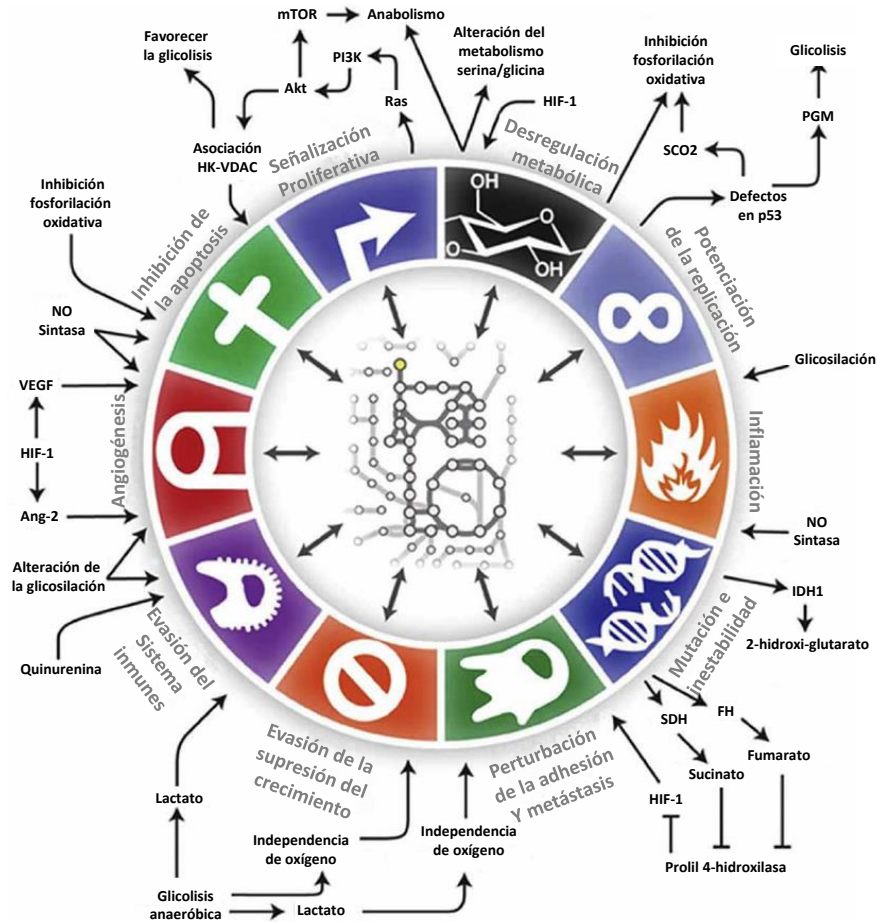 mTOR
Anabolismo
Favorecer
la glicolisis
PI3K
Akt
Ras
Alteración del
metabolismo
serina/glicina
HIF-1
Inhibición
fosforilación
oxidativa
Glicolisis
PGM
SCO2
Defectos
en p53
Asociación
HK-VDAC
Señalización
Proliferativa
Desregulación
metabólica
OH
O
O
OH
Inhibición
fosforilación
oxidativa
Inhibición de
la apoptosis
Potenciación
de la replicación
NO
Sintasa
Glicosilación
VEGF
HIF-1
Ang-2
Angiogénesis
Inflamación
NO
Sintasa
Alteración de
la glicosilación
Quinurenina
Evasión del
Sistema
inmunes
Mutación e
inestabilidad
IDH1
2-hidroxi-glutarato
SDH
FH
Sucinato
Fumarato
HIF-1
Prolil 4-hidroxilasa
Evasión de la
supresión del
crecimiento
Perturbación
de la adhesión
Y metástasis
Lactato
Independencia
de oxígeno
Independencia
de oxígeno
Glicolisis
anaeróbica
Lactato